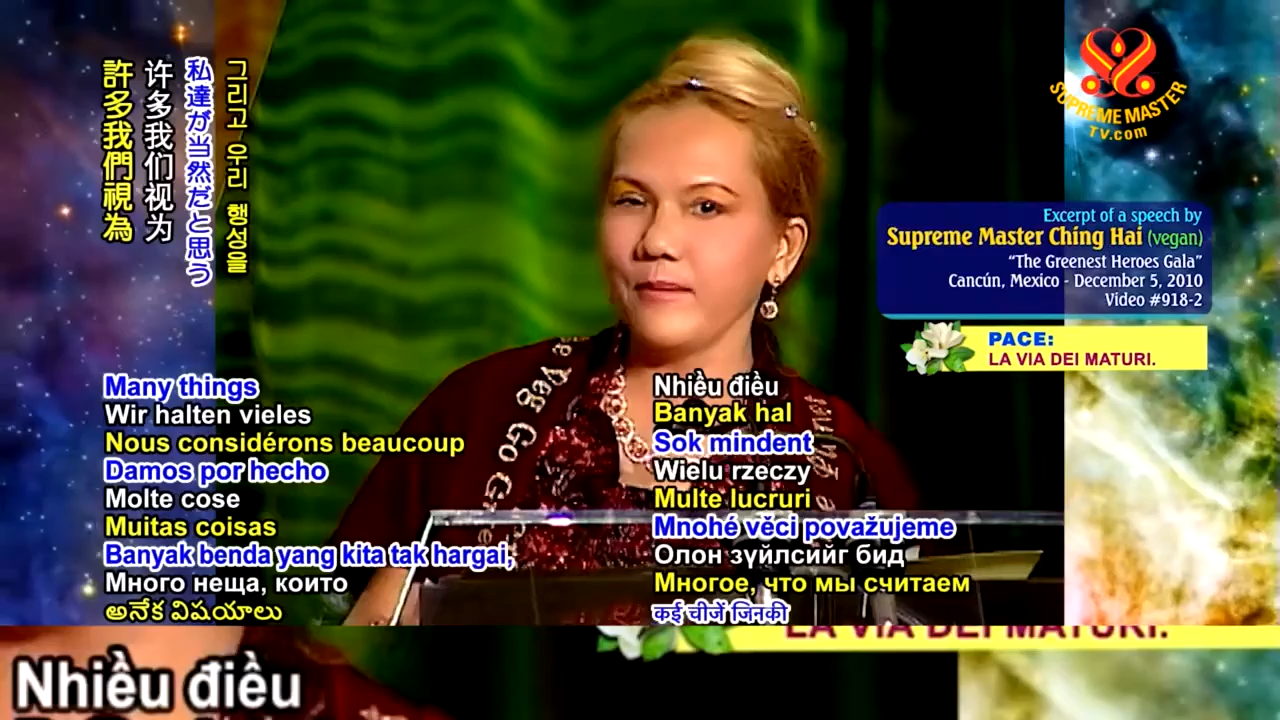 許多我們視為
许多我们视为
私達が当然だと思う
그리고 우리 행성을
SUPREME MASTER
TV.com
Excerpt of a speech by
Supreme Master Ching Hai (vegan)
“The Greenest Heroes Gala”
Cancún, Mexico - December 5, 2010
Video #918-2
PACE:
LA VIA DEI MATURI.
Veg Go Gre
Many things
Wir halten vieles
Nous considérons beaucoup
Damos por hecho
Molte cose
Muitas coisas
Banyak benda yang kita tak hargai,
Много неща, които
అనేక విషయాలు
Nhiều điều
Banyak hal
Sok mindent
Wielu rzeczy
Multe lucruri
Mnohé věci považujeme
Олон зүйлсийг бид
Многое, что мы считаем
कई चीजें जिनकी
LA VIA DEI MATURI.
Nhiều điều